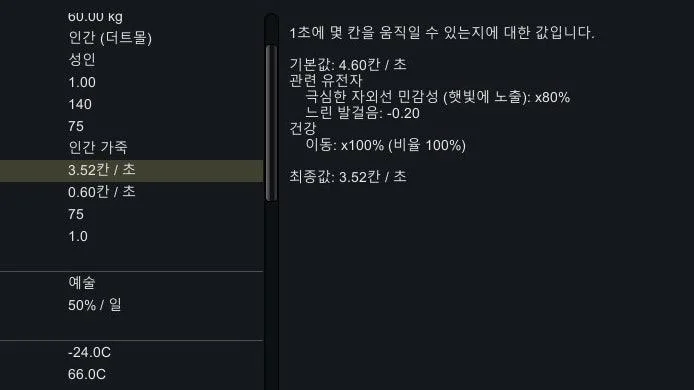 60.00 kg
인간 (더트몰)
성인
1.00
140
75
인간 가죽
3.52칸 / 초
0.60칸 / 초
75
1.0
예술
50% / 일
-24.0C
66.0C
1초에 몇 칸을 움직일 수 있는지에 대한 값입니다.
기본값: 4.60칸 / 초
관련 유전자
극심한 자외선 민감성 (햇빛에 노출): x80%
느린 발걸음: -0.20
건강
이동: x100% (비율 100%)
최종값: 3.52칸 / 초